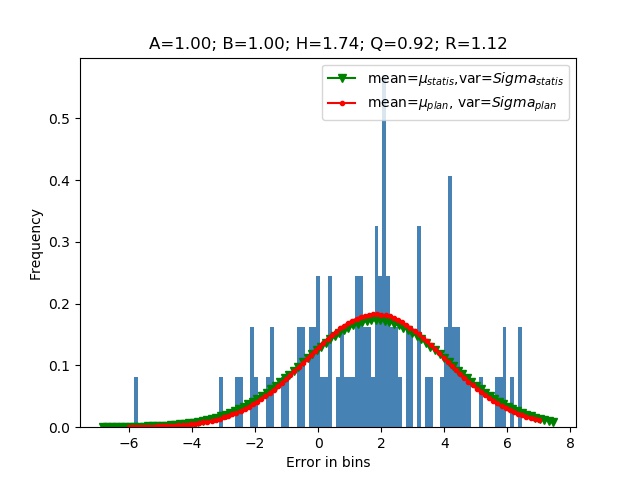 A=1.00; B=1.00; H=1.74; Q=0.92; R=1.12
mean=μstatis,var=Sigmastatis
mean=μplan, var=Sigmaplan
0.5
0.4
0.3
0.2
0.1
0.0
Frequency
−6 −4 −2 0 2 4 6 8
Error in bins